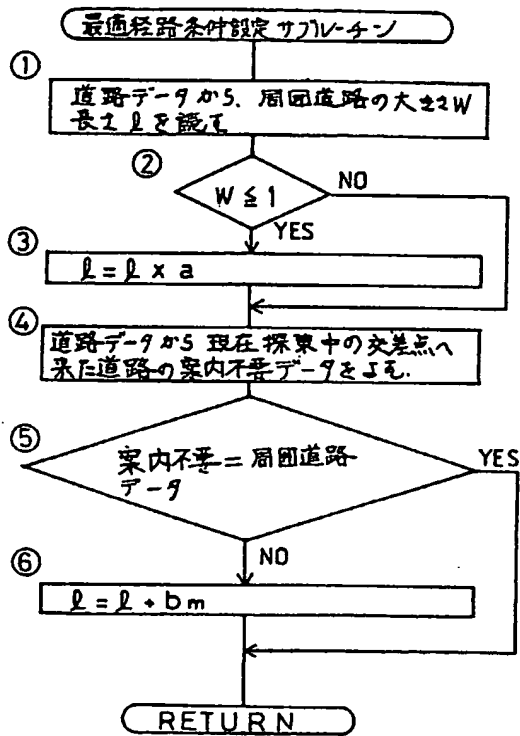 最適経路条件設定サブルーチン
①
道路データから、周囲道路の大きさW
長さ ℓを読む
②
W ≦ 1
NO
YES
③
ℓ = ℓ × a
④
道路データから 現在探索中の交差点へ
来た道路の案内不要データをよむ.
⑤
案内不要 = 周囲道路
データ
YES
NO
⑥
ℓ = ℓ + b m
RETURN